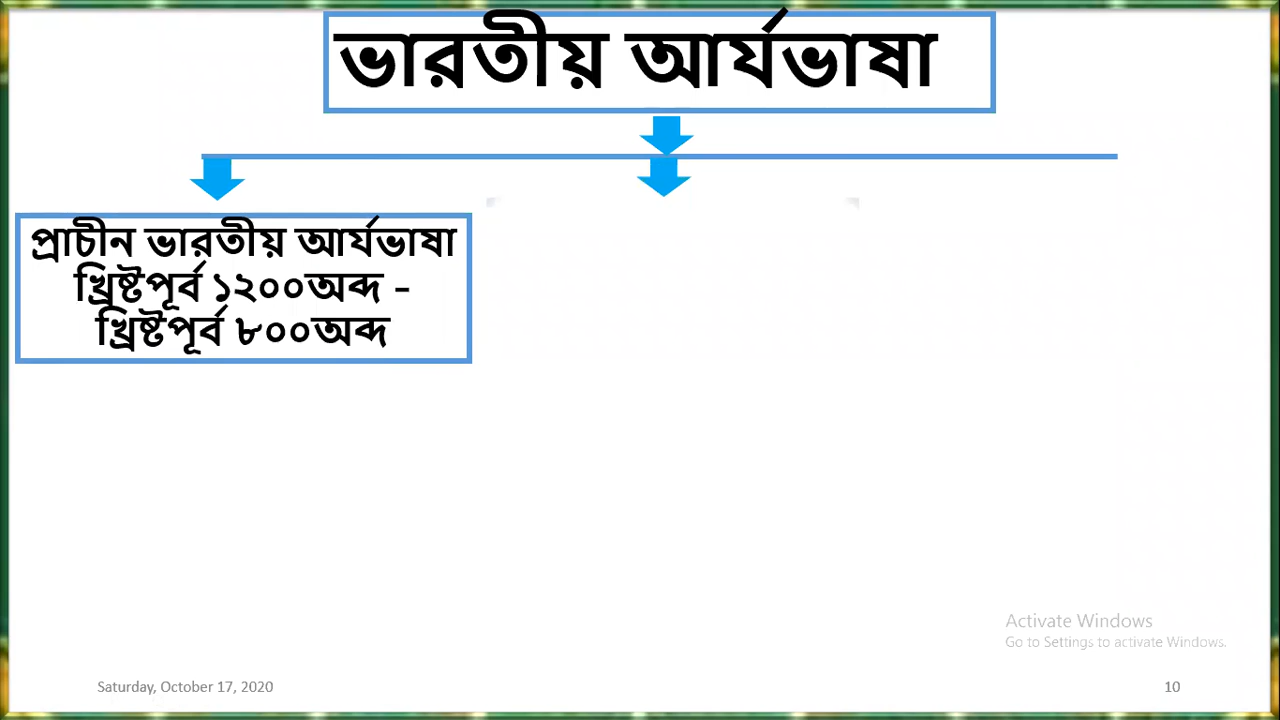 ভারতীয় আর্যভাষা
প্রাচীন ভারতীয় আর্যভাষা
খ্রিষ্টপূর্ব ১২০০অব্দ –
খ্রিষ্টপূর্ব ৮০০অব্দ
Activate Windows
Go to Settings to activate Windows.
Saturday, October 17, 2020
10